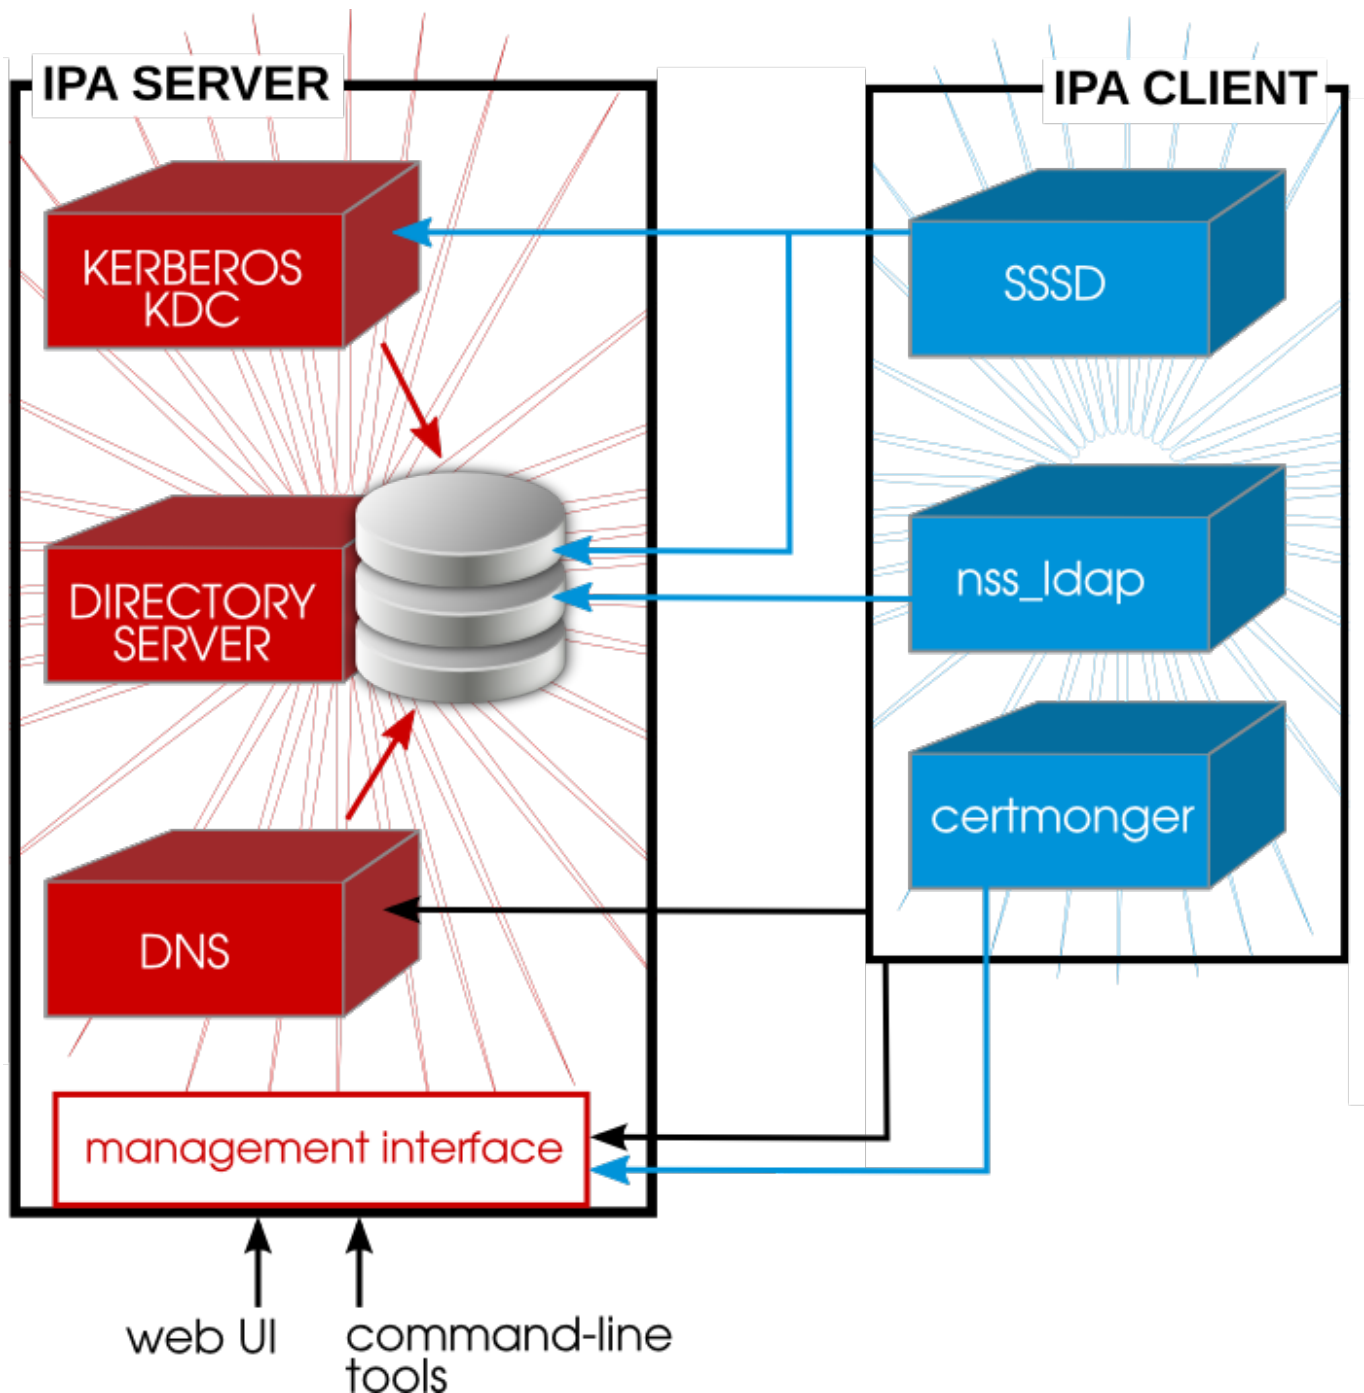 IPA SERVER
KERBEROS
KDC
DIRECTORY
SERVER
DNS
management interface
web UI
command-line
tools
IPA CLIENT
SSSD
nss_ldap
certmonger